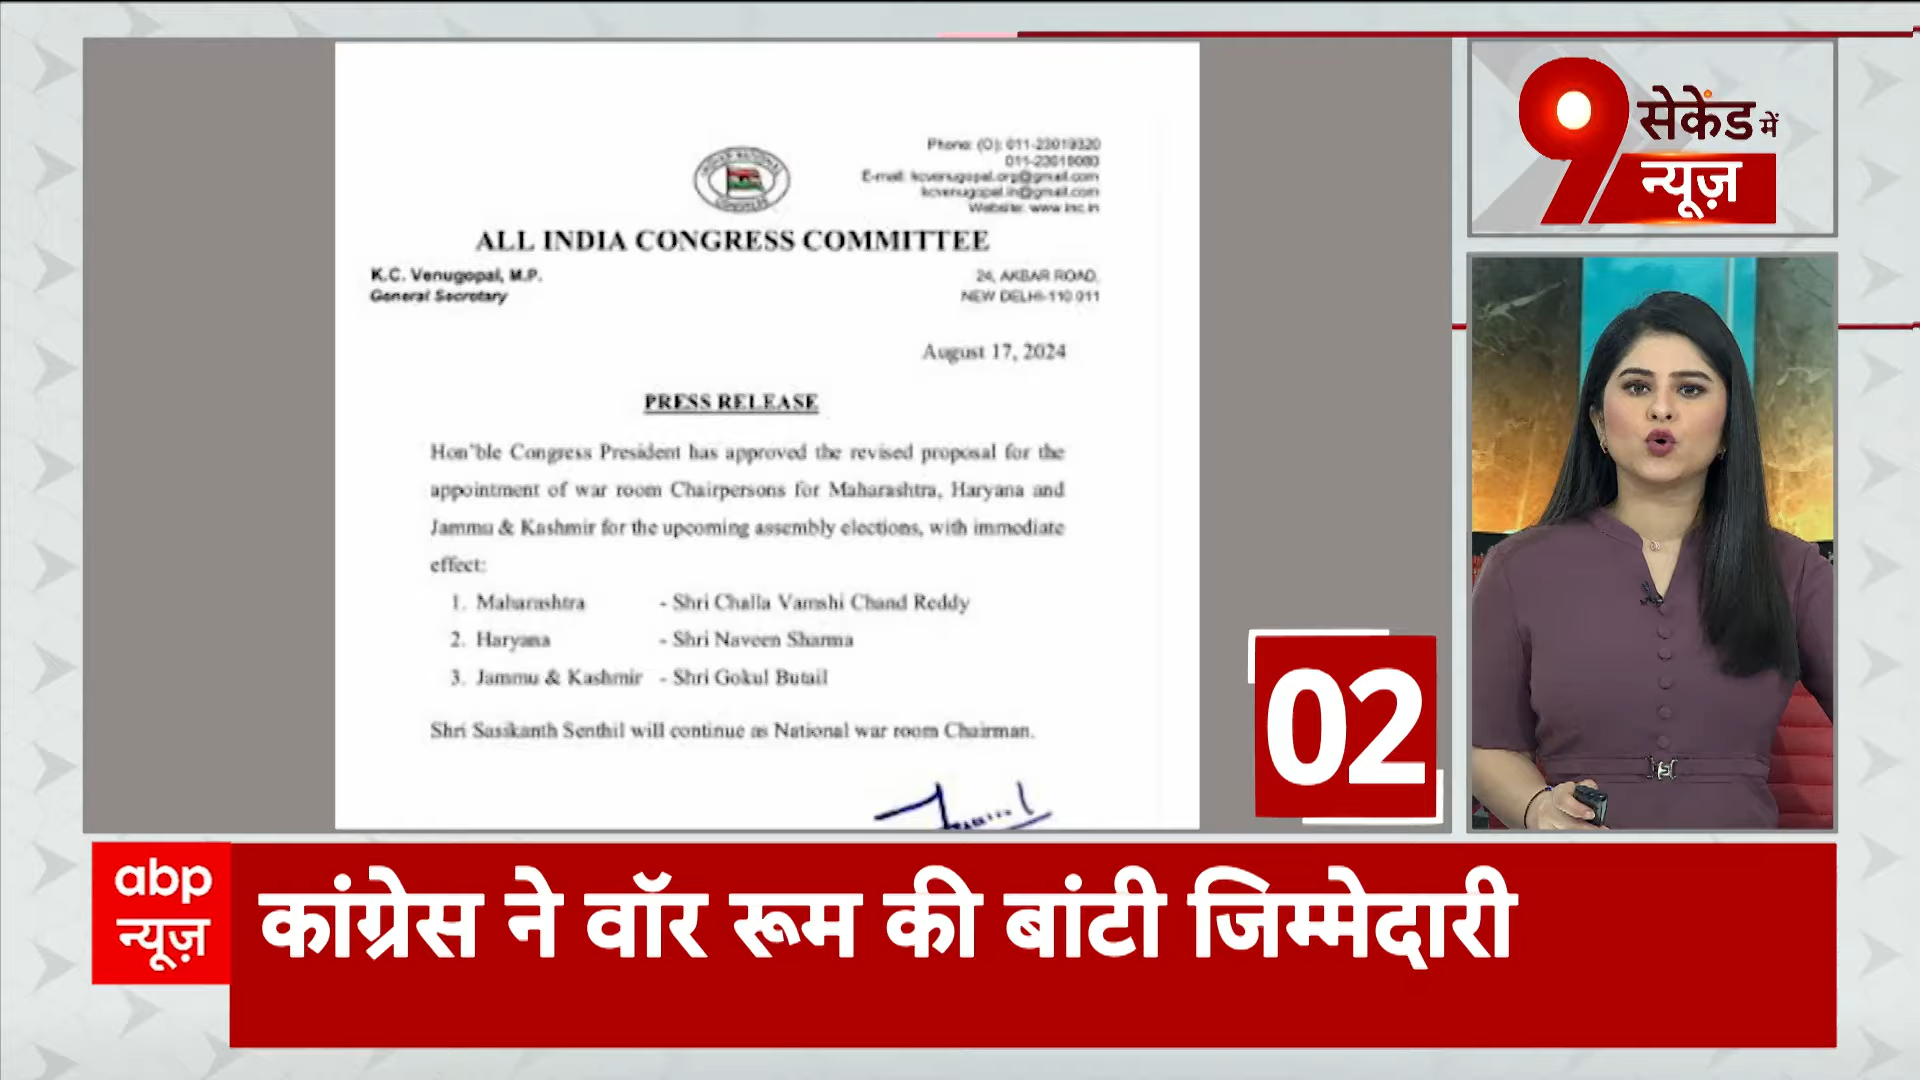 Phone: (O): 011-23019320
011-23019080
E-mail: kcvenugopal.org@gmail.com
kcvenugopal.in@gmail.com
Website: www.inc.in
INDIAN NATIONAL CONGRESS
ALL INDIA CONGRESS COMMITTEE
K.C. Venugopal, M.P.
General Secretary
24, AKBAR ROAD,
NEW DELHI-110 011
August 17, 2024
PRESS RELEASE
Hon'ble Congress President has approved the revised proposal for the
appointment of war room Chairpersons for Maharashtra, Haryana and
Jammu & Kashmir for the upcoming assembly elections, with immediate
effect:
1. Maharashtra - Shri Challa Vamshi Chand Reddy
2. Haryana - Shri Naveen Sharma
3. Jammu & Kashmir - Shri Gokul Butail
Shri Sasikanth Senthil will continue as National war room Chairman.
9 सेकेंड में
न्यूज़
02
abp
न्यूज़
कांग्रेस ने वॉर रूम की बांटी जिम्मेदारी